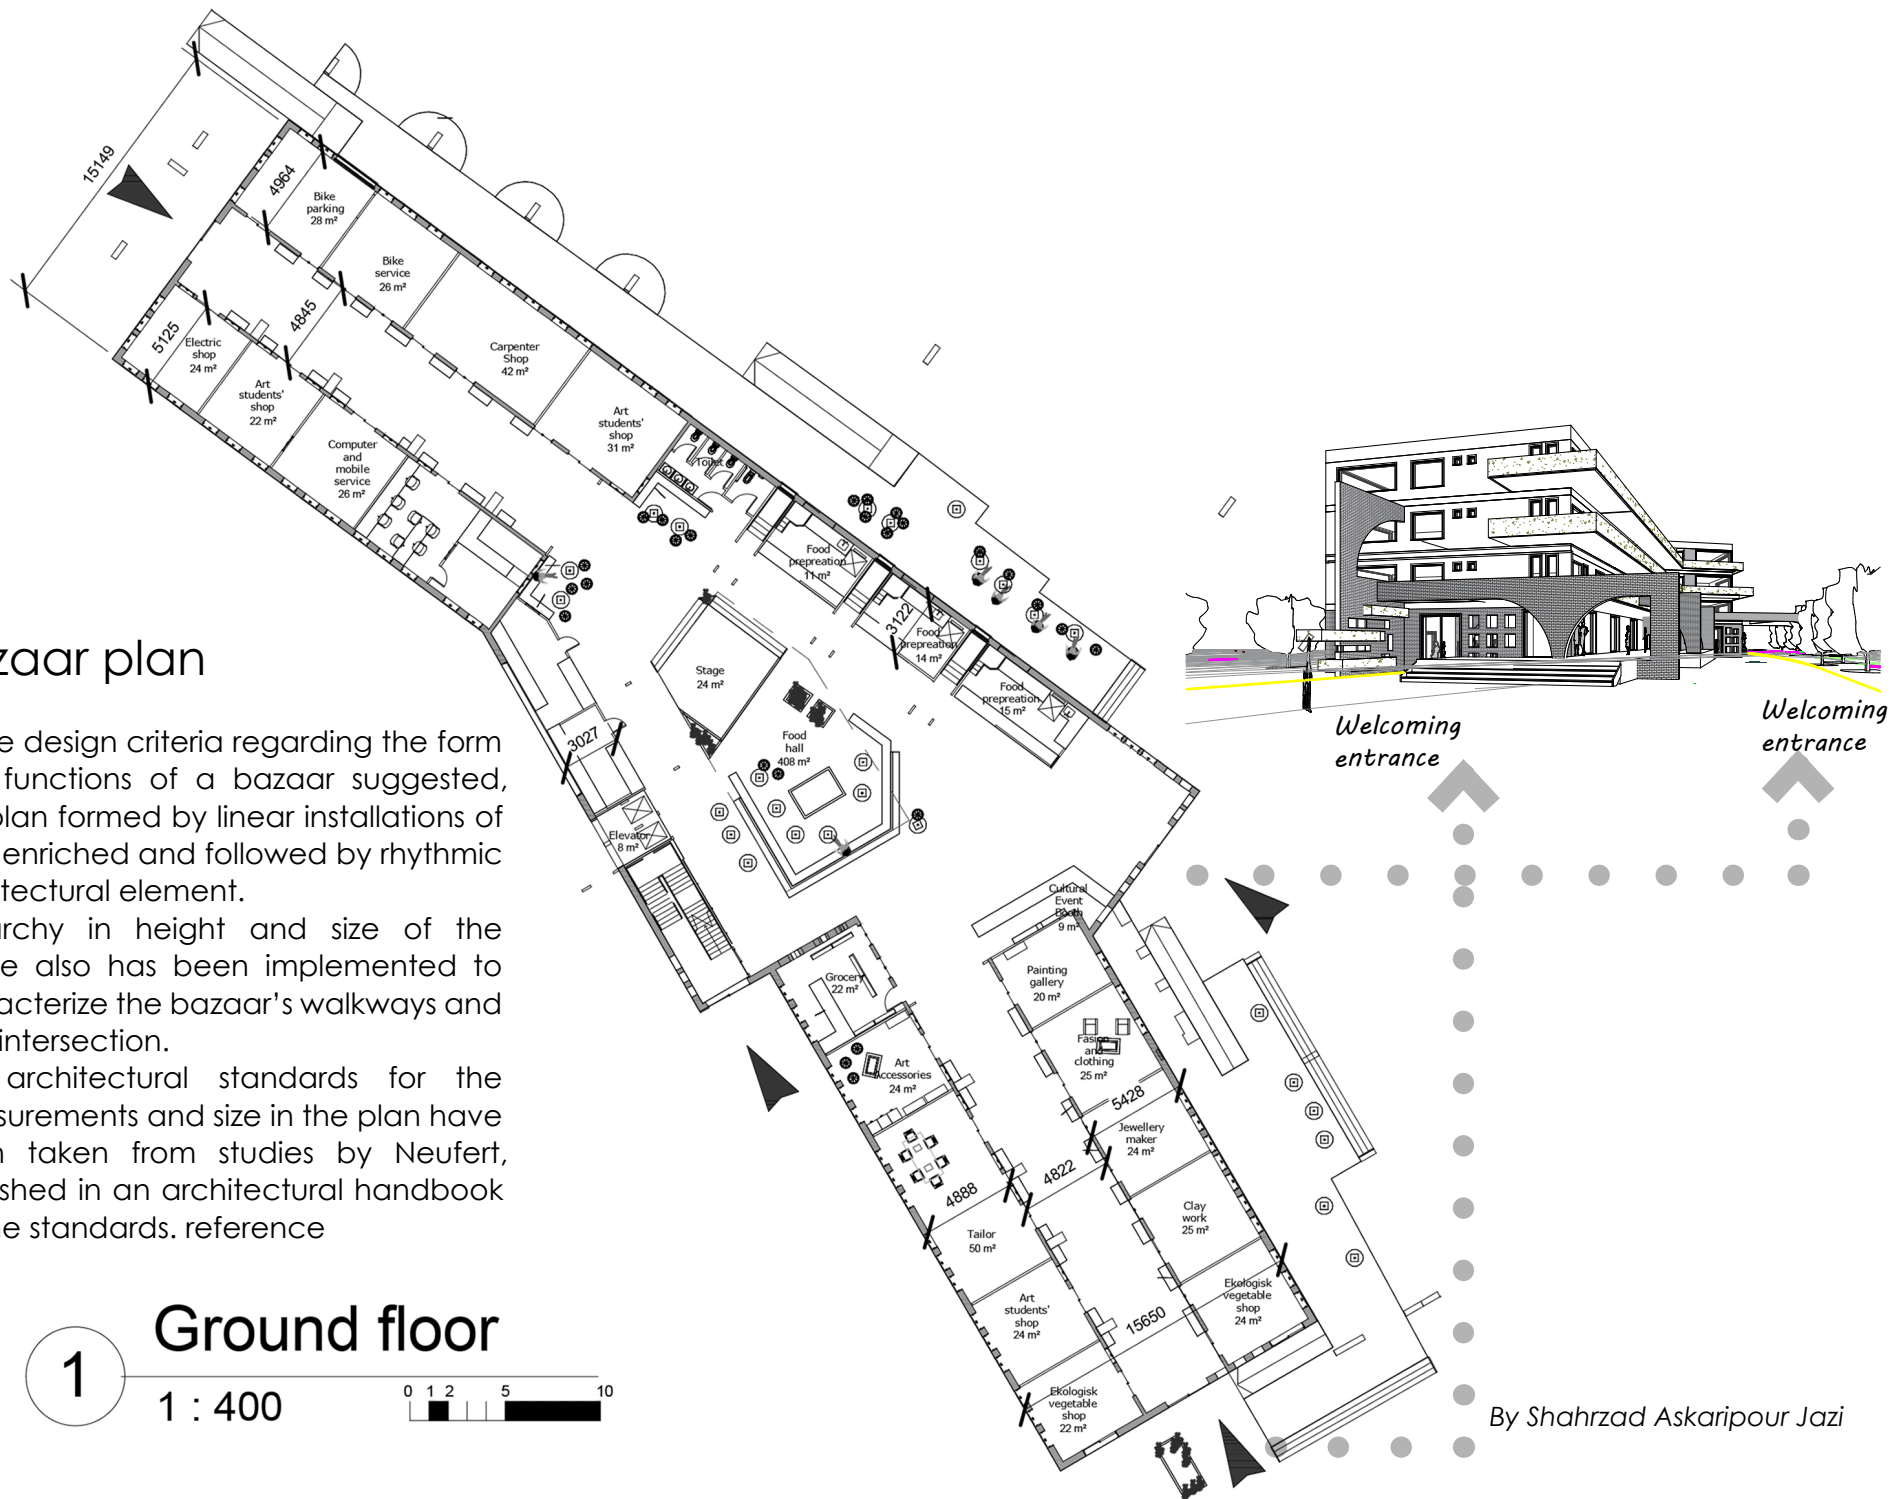 15149
4964
Bike
parking
28 m²
Bike
service
26 m²
4845
5125
Electric
shop
24 m²
Art
students'
shop
22 m²
Computer
and
mobile
service
26 m²
Carpenter
Shop
42 m²
Art
students'
shop
31 m²
Toilet
Food
prepreation
11 m²
3122
Food
prepreation
14 m²
Food
prepreation
15 m²
Stage
24 m²
Food
hall
408 m²
3027
Elevator
8 m²
Cultural
Event
Booth
9 m²
Grocery
22 m²
Painting
gallery
20 m²
Art
Accessories
24 m²
Fasion
and
clothing
25 m²
5428
Jewellery
maker
24 m²
4822
4888
Tailor
50 m²
Clay
work
25 m²
Art
students'
shop
24 m²
15650
Ekologisk
vegetable
shop
24 m²
Ekologisk
vegetable
shop
22 m²
Welcoming
entrance
Welcoming
entrance
zaar plan
e design criteria regarding the form
functions of a bazaar suggested,
plan formed by linear installations of
enriched and followed by rhythmic
itectural element.
archy in height and size of the
e also has been implemented to
racterize the bazaar's walkways and
intersection.
architectural standards for the
surements and size in the plan have
n taken from studies by Neufert,
ished in an architectural handbook
he standards. reference
1
Ground floor
1 : 400
0 1 2 5 10
By Shahrzad Askaripour Jazi